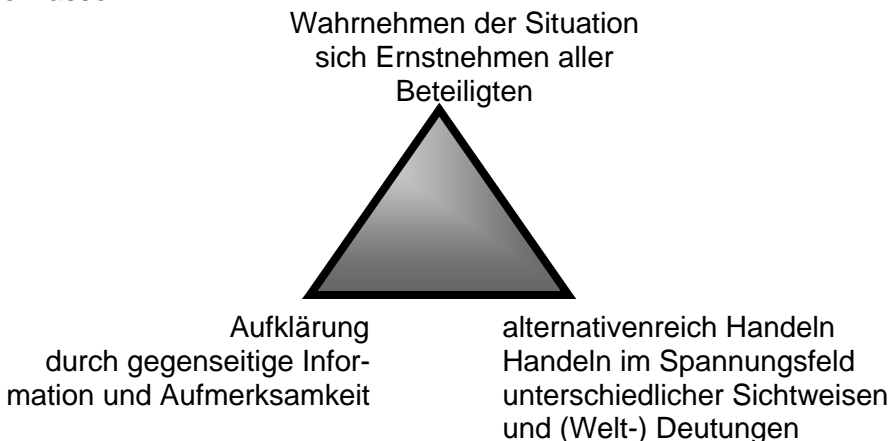 Wahrnehmen der Situation
sich Ernstnehmen aller
Beteiligten
Aufklärung
durch gegenseitige Infor-
mation und Aufmerksamkeit
alternativenreich Handeln
Handeln im Spannungsfeld
unterschiedlicher Sichtweisen
und (Welt-) Deutungen